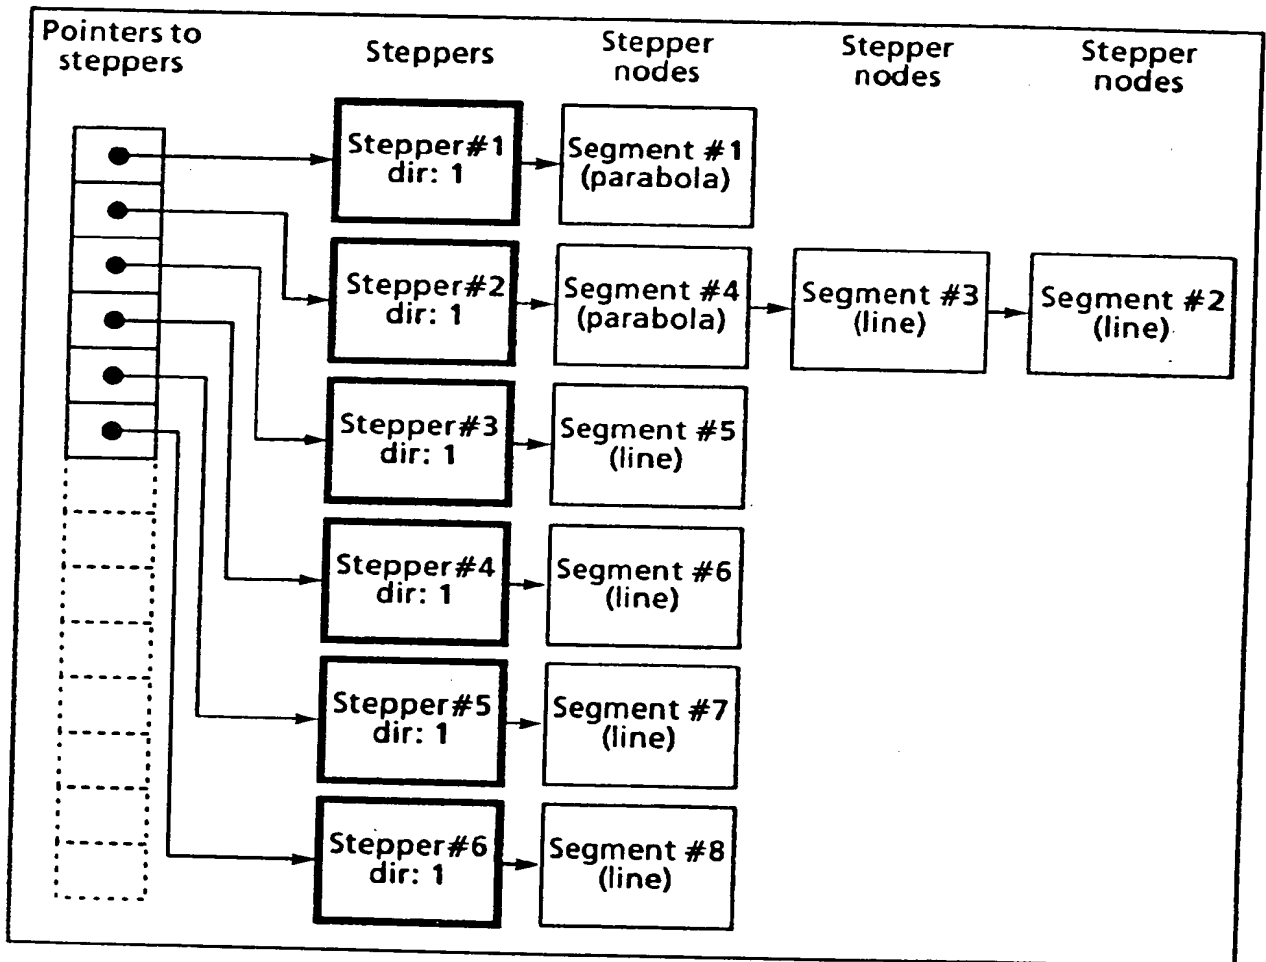 Pointers to
steppers
Steppers
Stepper
nodes
Stepper
nodes
Stepper
nodes
Stepper#1
dir: 1
Segment #1
(parabola)
Stepper#2
dir: 1
Segment #4
(parabola)
Segment #3
(line)
Segment #2
(line)
Stepper#3
dir: 1
Segment #5
(line)
Stepper#4
dir: 1
Segment #6
(line)
Stepper#5
dir: 1
Segment #7
(line)
Stepper#6
dir: 1
Segment #8
(line)